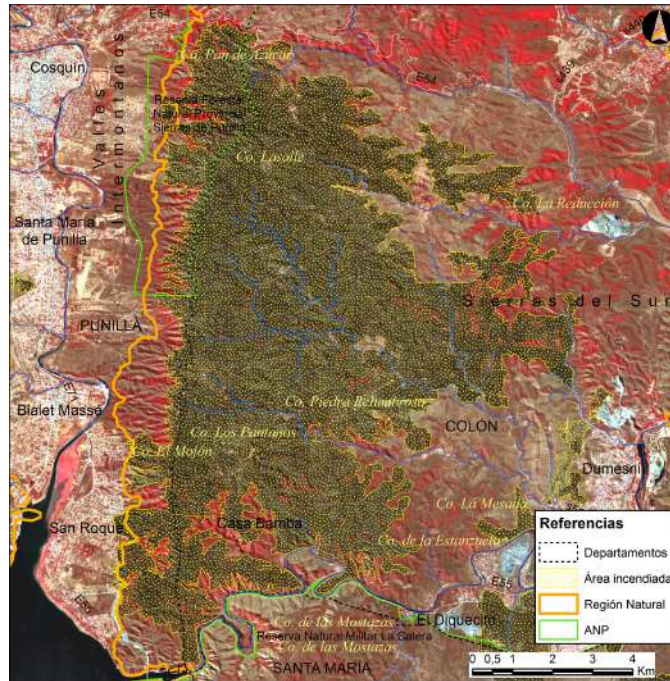 E54
Cosquín
Co. Pan de Azúcar
E54
Valles Intermontanos
Reserva Forestal
Natural Provincial
Sierras de Punilla
Co. Lasalle
Co. La Reducción
Santa María
de Punilla
Sierras del Sur
PUNILLA
Bialet Massé
Co. Los Pantanos
COLÓN
Co. El Mojón
Dumesnil
Co. La Mesada
San Roque
Casa Bamba
Co. de la Estanzuela
E55
Co. de las Mostazas
El Diquecito
Reserva Natural Militar La Calera
Co. de las Mostazas
SANTA MARÍA
Referencias
Departamentos
Área incendiada
Región Natural
ANP
0 0,5 1 2 3 4
Km